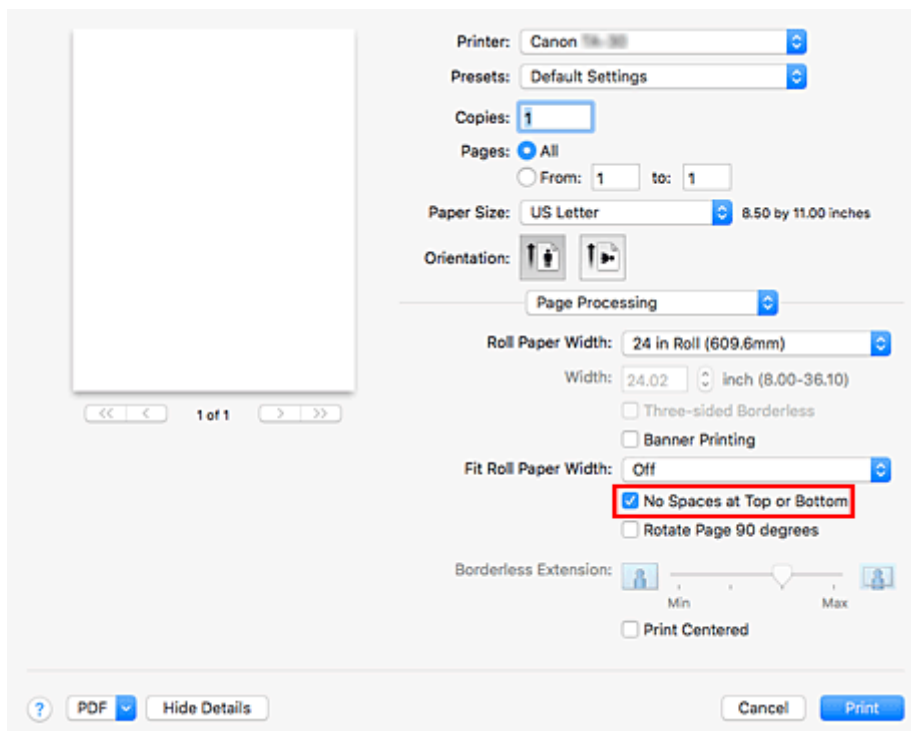 Printer: Canon
Presets: Default Settings
Copies: 1
Pages: All
From: 1 to: 1
Paper Size: US Letter 8.50 by 11.00 inches
Orientation:
Page Processing
Roll Paper Width: 24 in Roll (609.6mm)
Width: 24.02 inch (8.00-36.10)
<< < 1 of 1 > >>
Three-sided Borderless
Banner Printing
Fit Roll Paper Width: Off
No Spaces at Top or Bottom
Rotate Page 90 degrees
Borderless Extension:
Min Max
Print Centered
? PDF Hide Details Cancel Print